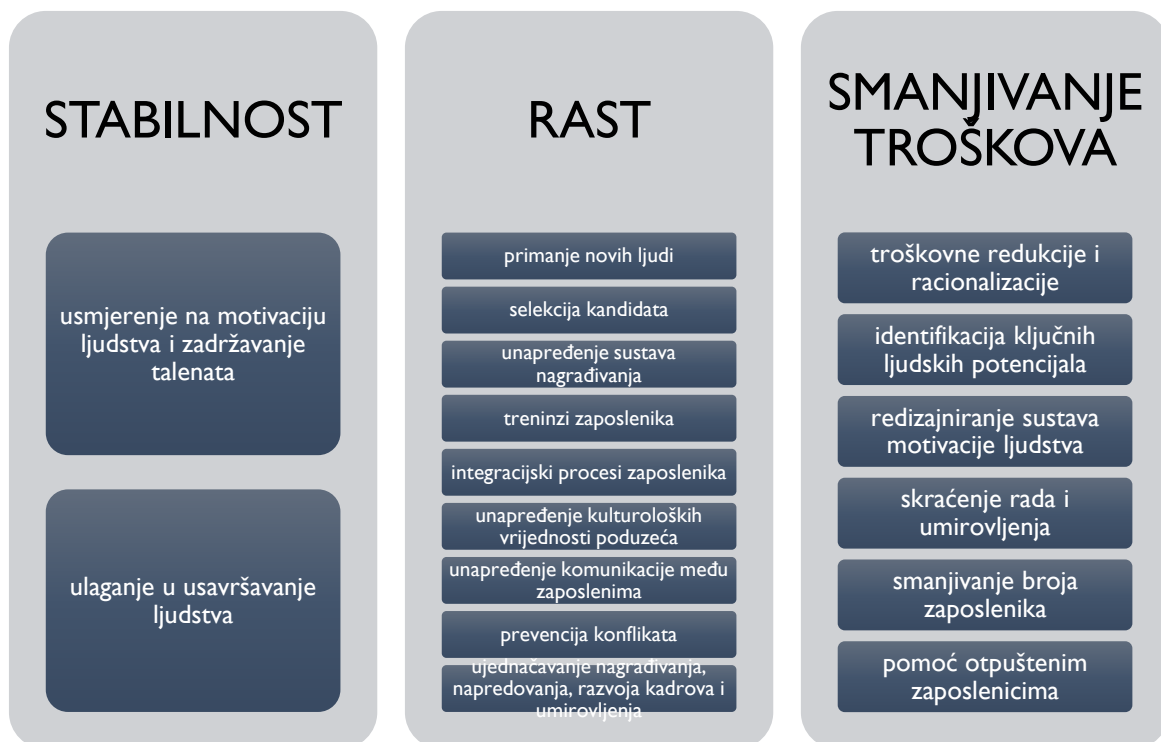 STABILNOST
usmjerenje na motivaciju
ljudstva i zadržavanje
talenata
ulaganje u usavršavanje
ljudstva
RAST
primanje novih ljudi
selekcija kandidata
unapređenje sustava
nagrađivanja
treninzi zaposlenika
integracijski procesi zaposlenika
unapređenje kulturoloških
vrijednosti poduzeća
unapređenje komunikacije među
zaposlenima
prevencija konflikata
ujednačavanje nagrađivanja,
napredovanja, razvoja kadrova i
umirovljenja
SMANJIVANJE
TROŠKOVA
troškovne redukcije i
racionalizacije
identifikacija ključnih
ljudskih potencijala
redizajniranje sustava
motivacije ljudstva
skraćenje rada i
umirovljenja
smanjivanje broja
zaposlenika
pomoć otpuštenim
zaposlenicima